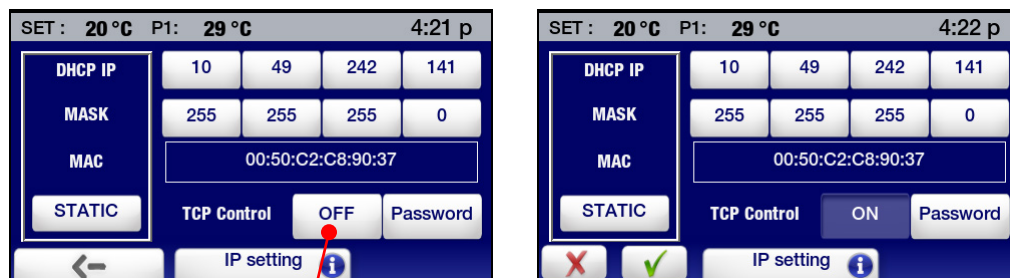 SET : 20 °C P1: 29 °C 4:21 p
DHCP IP 10 49 242 141
MASK 255 255 255 0
MAC 00:50:C2:C8:90:37
STATIC TCP Control OFF Password
IP setting i
SET : 20 °C P1: 29 °C 4:22 p
DHCP IP 10 49 242 141
MASK 255 255 255 0
MAC 00:50:C2:C8:90:37
STATIC TCP Control ON Password
IP setting i